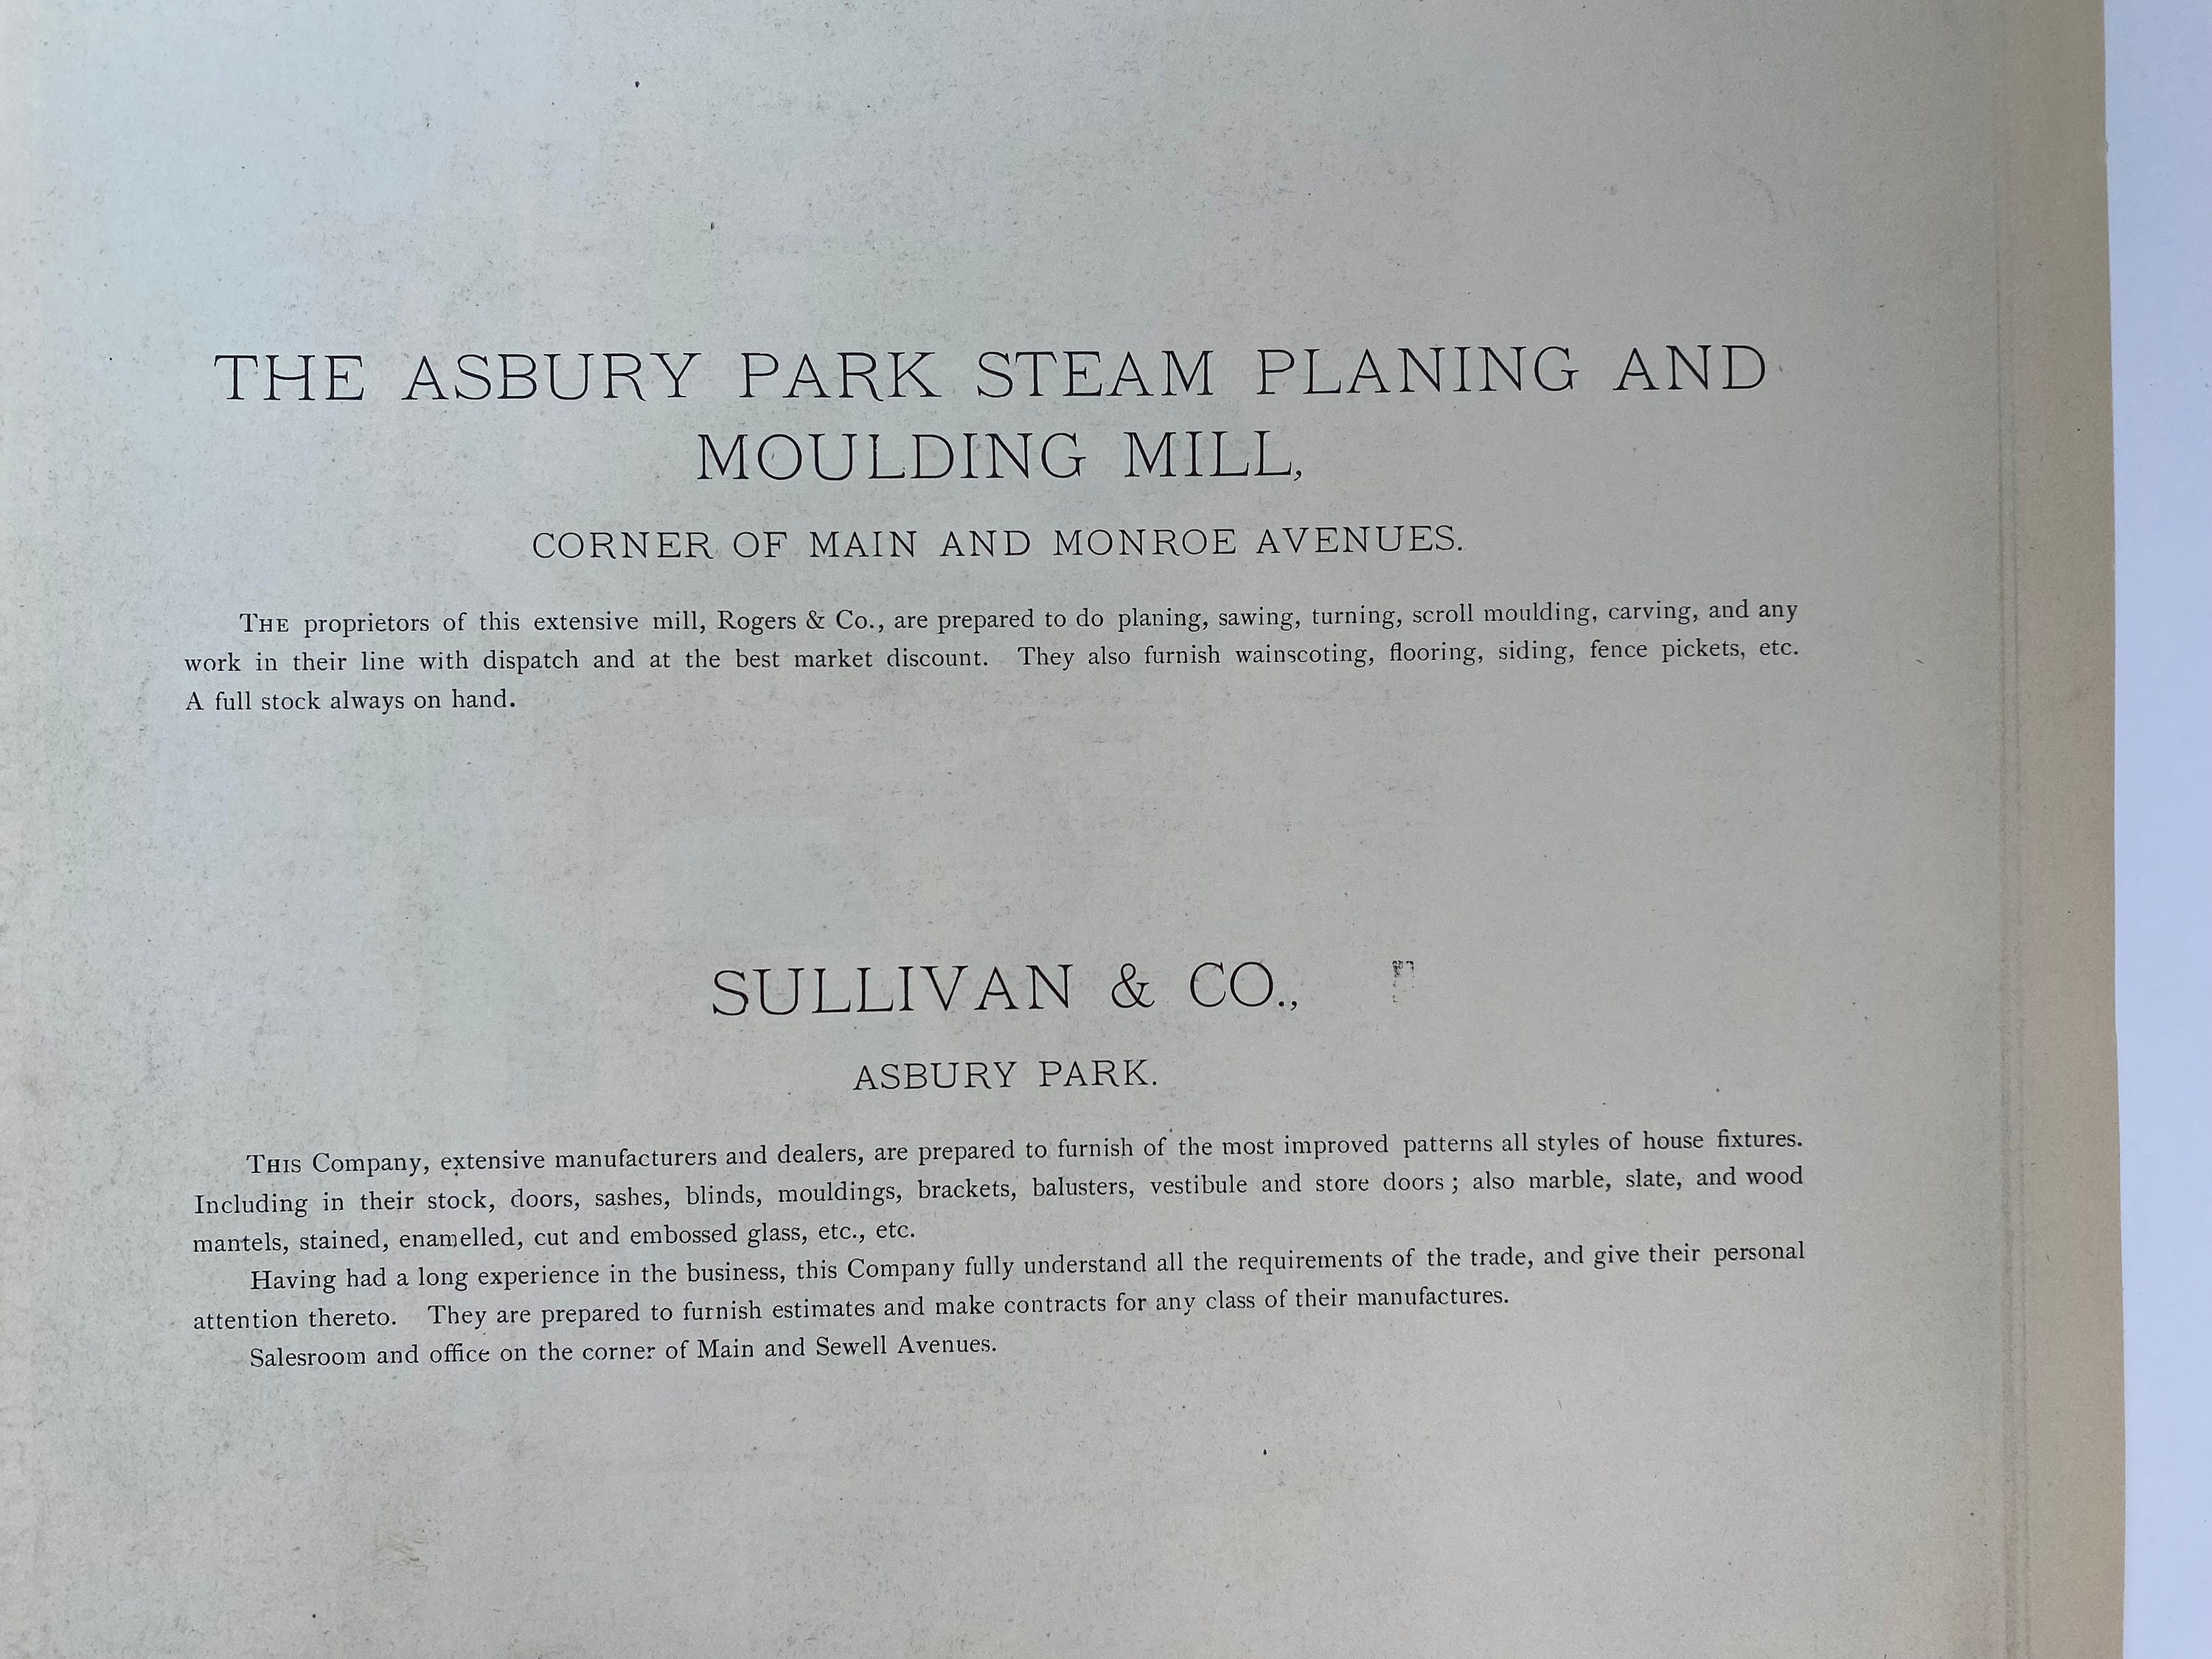 THE ASBURY PARK STEAM PLANING AND
MOULDING MILL,
CORNER OF MAIN AND MONROE AVENUES.
THE proprietors of this extensive mill, Rogers & Co., are prepared to do planing, sawing, turning, scroll moulding, carving, and any
work in their line with dispatch and at the best market discount. They also furnish wainscoting, flooring, siding, fence pickets, etc.
A full stock always on hand.
SULLIVAN & CO.,
ASBURY PARK.
THIS Company, extensive manufacturers and dealers, are prepared to furnish of the most improved patterns all styles of house fixtures.
Including in their stock, doors, sashes, blinds, mouldings, brackets, balusters, vestibule and store doors ; also marble, slate, and wood
mantels, stained, enamelled, cut and embossed glass, etc., etc.
Having had a long experience in the business, this Company fully understand all the requirements of the trade, and give their personal
attention thereto. They are prepared to furnish estimates and make contracts for any class of their manufactures.
Salesroom and office on the corner of Main and Sewell Avenues.